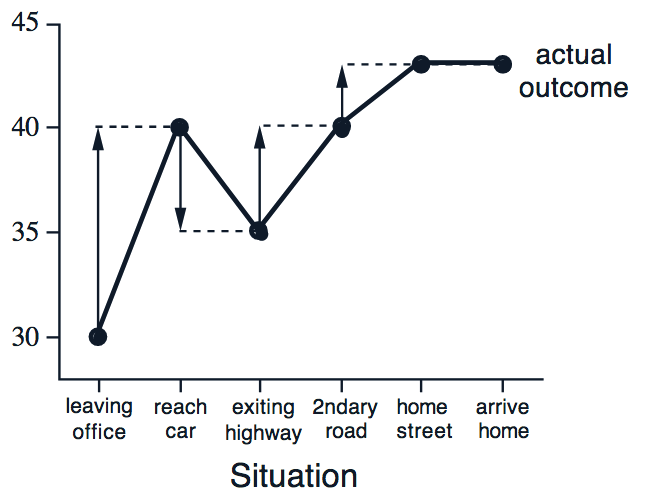 45
actual
outcome
40
35
30
leaving
office
reach
car
exiting
highway
2ndary
road
home
street
arrive
home
Situation